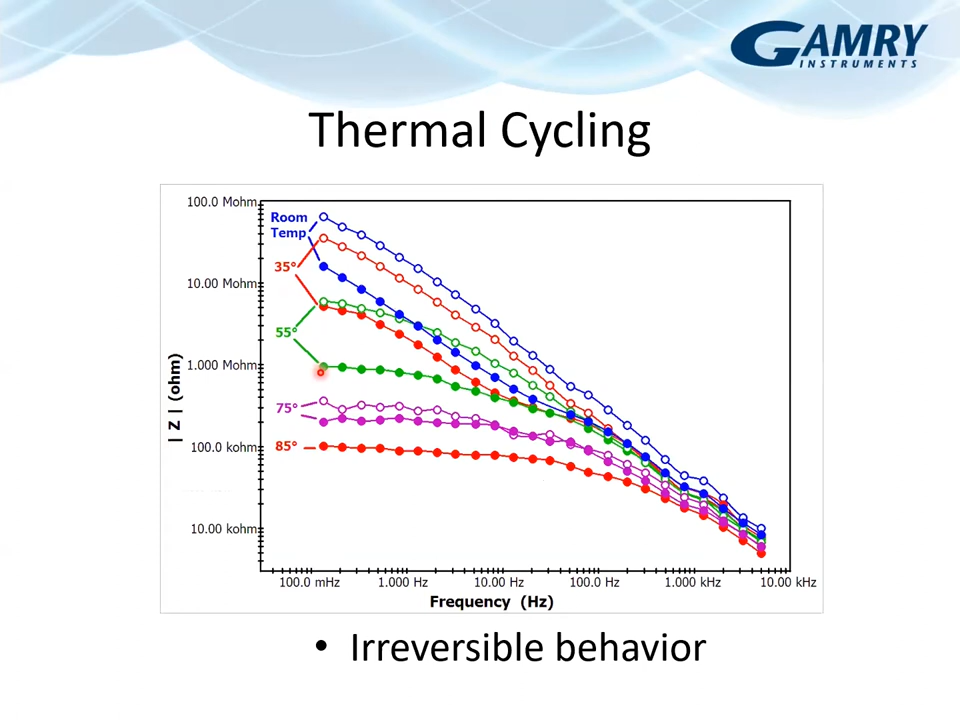 GAMRY
INSTRUMENTS
Thermal Cycling
100.0 Mohm
Room
Temp
35°
10.00 Mohm
55°
1.000 Mohm
75°
100.0 kohm
85°
10.00 kohm
| Z | (ohm)
100.0 mHz 1.000 Hz 10.00 Hz 100.0 Hz 1.000 kHz 10.00 kHz
Frequency (Hz)
• Irreversible behavior